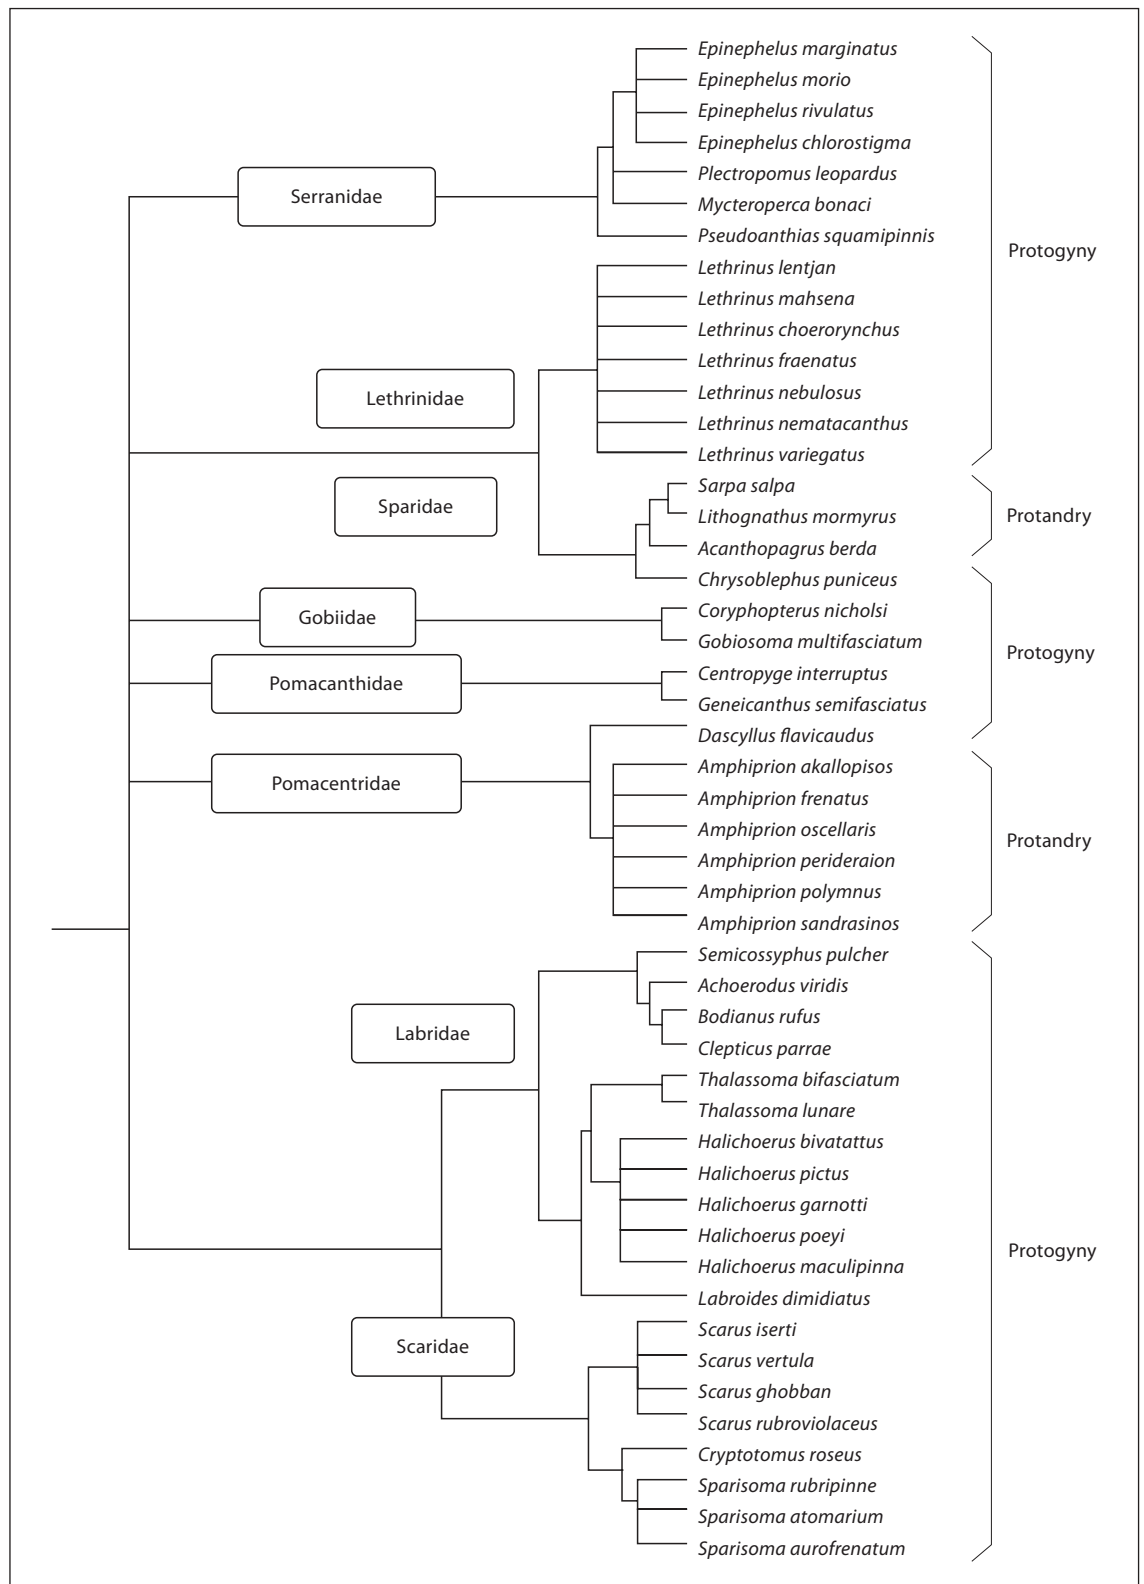 Epinephelus marginatus
Epinephelus morio
Epinephelus rivulatus
Epinephelus chlorostigma
Plectropomus leopardus
Serranidae
Mycteroperca bonaci
Pseudoanthias squamipinnis
Protogyny
Lethrinus lentjan
Lethrinus mahsena
Lethrinus choerorynchus
Lethrinus fraenatus
Lethrinidae
Lethrinus nebulosus
Lethrinus nematacanthus
Lethrinus variegatus
Sarpa salpa
Sparidae
Lithognathus mormyrus
Protandry
Acanthopagrus berda
Chrysoblephus puniceus
Coryphopterus nicholsi
Gobiidae
Gobiosoma multifasciatum
Protogyny
Centropyge interruptus
Pomacanthidae
Geneicanthus semifasciatus
Dascyllus flavicaudus
Amphiprion akallopisos
Pomacentridae
Amphiprion frenatus
Amphiprion oscellaris
Protandry
Amphiprion perideraion
Amphiprion polymnus
Amphiprion sandrasinos
Semicossyphus pulcher
Achoerodus viridis
Bodianus rufus
Labridae
Clepticus parrae
Thalassoma bifasciatum
Thalassoma lunare
Halichoerus bivatattus
Halichoerus pictus
Halichoerus garnotti
Halichoerus poeyi
Protogyny
Halichoerus maculipinna
Labroides dimidiatus
Scarus iserti
Scaridae
Scarus vertula
Scarus ghobban
Scarus rubroviolaceus
Cryptotomus roseus
Sparisoma rubripinne
Sparisoma atomarium
Sparisoma aurofrenatum